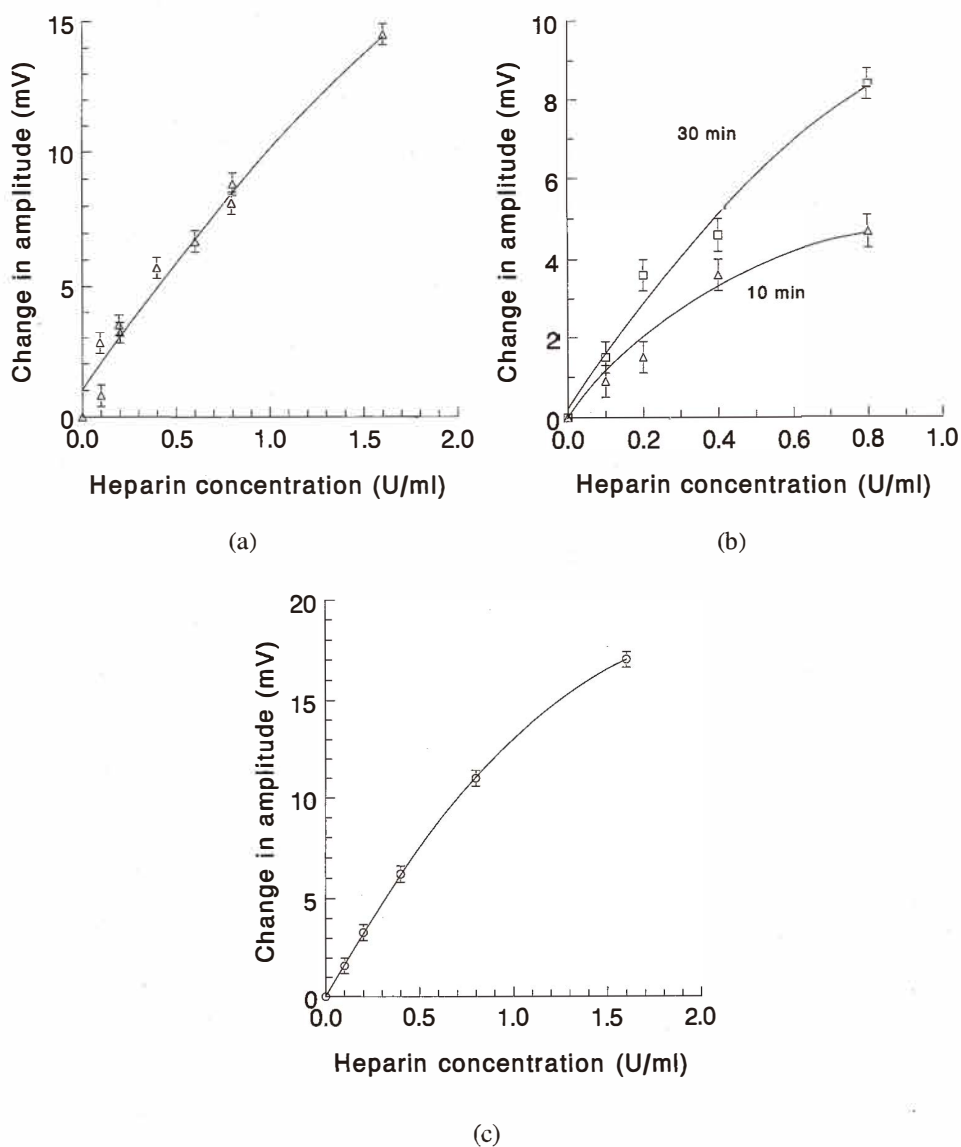 Change in amplitude (mV)
15
10
5
0
0.0 0.5 1.0 1.5 2.0
Heparin concentration (U/ml)
(a)
Change in amplitude (mV)
10
8
6
4
2
0
30 min
10 min
0.0 0.2 0.4 0.6 0.8 1.0
Heparin concentration (U/ml)
(b)
Change in amplitude (mV)
20
15
10
5
0
0.0 0.5 1.0 1.5 2.0
Heparin concentration (U/ml)
(c)